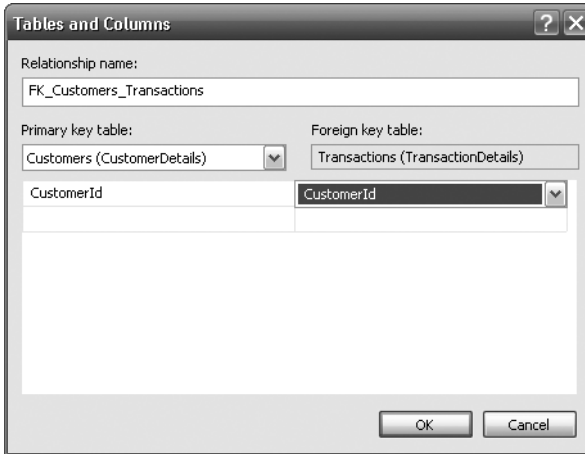 Tables and Columns
Relationship name:
FK_Customers_Transactions
Primary key table:
Foreign key table:
Customers (CustomerDetails)
Transactions (TransactionDetails)
CustomerId
CustomerId
OK
Cancel